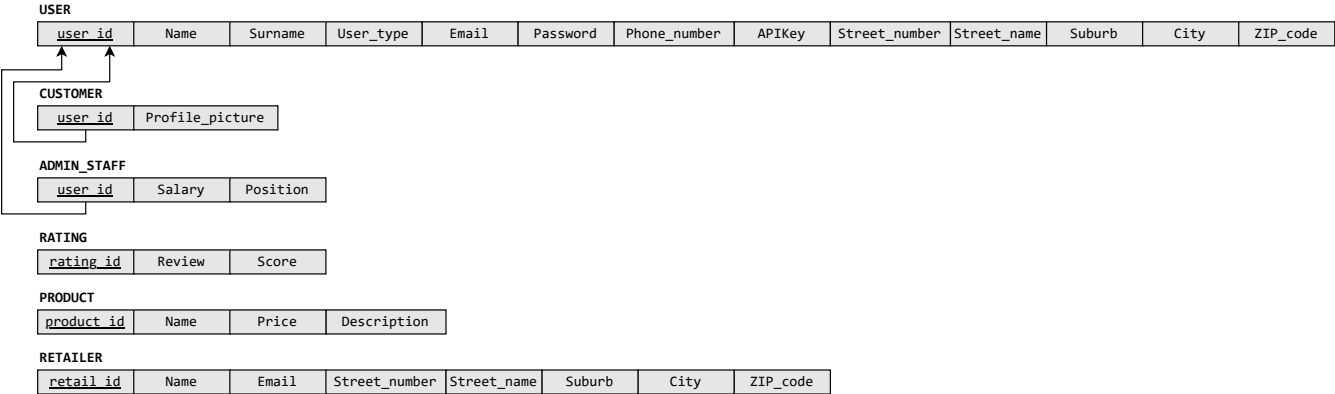 USER
user_id Name Surname User_type Email Password Phone_number APIKey Street_number Street_name Suburb City ZIP_code
CUSTOMER
user_id Profile_picture
ADMIN_STAFF
user_id Salary Position
RATING
rating_id Review Score
PRODUCT
product_id Name Price Description
RETAILER
retail_id Name Email Street_number Street_name Suburb City ZIP_code